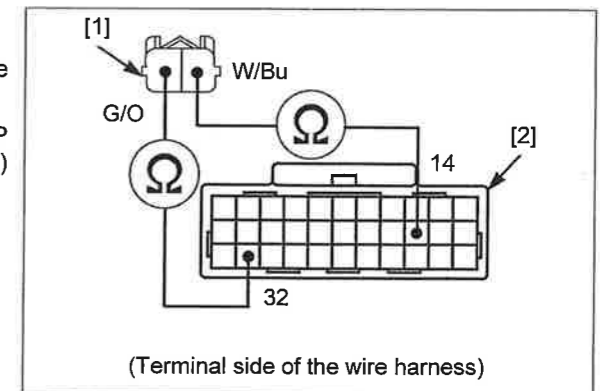 [1]
e
W/Bu
G/O
Ω
)
14
[2]
Ω
32
(Terminal side of the wire harness)